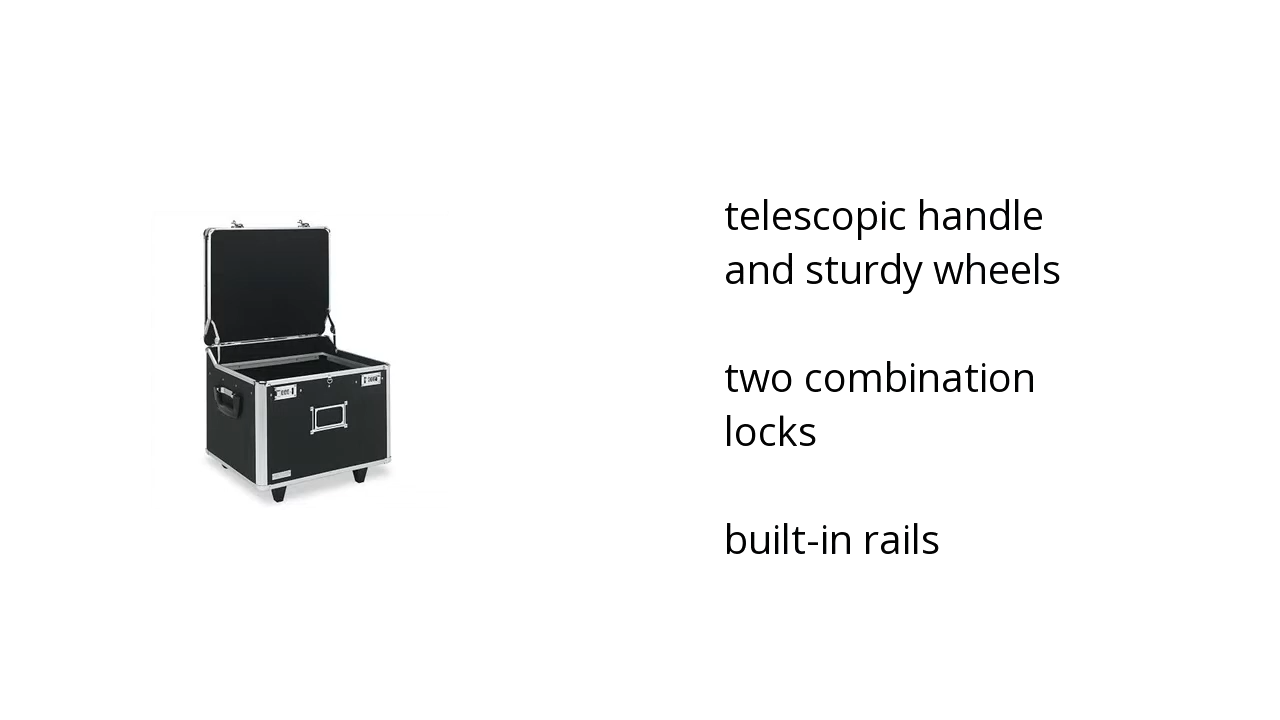 telescopic handle
and sturdy wheels
two combination
locks
built-in rails